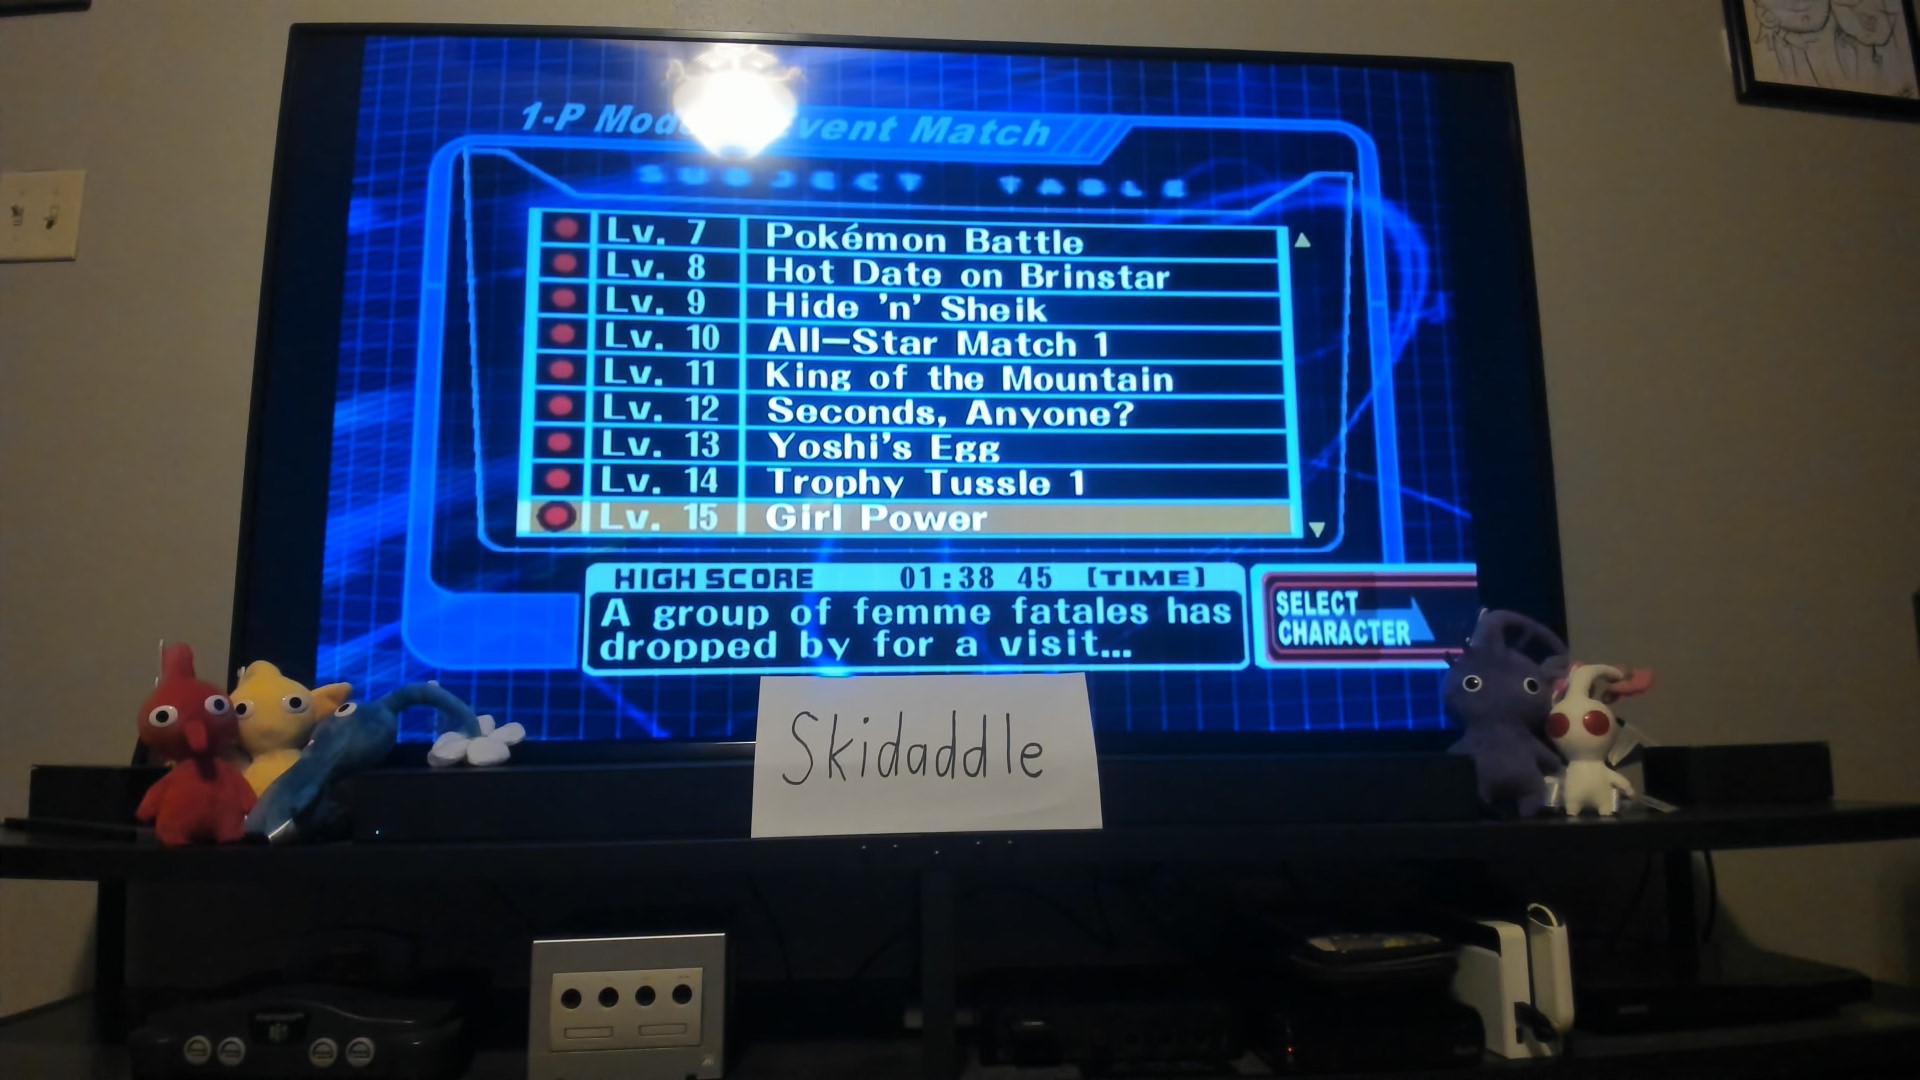 1-P Mode Event Match
SUBJECT TABLE
Lv. 7 Pokémon Battle
Lv. 8 Hot Date on Brinstar
Lv. 9 Hide 'n' Sheik
Lv. 10 All-Star Match 1
Lv. 11 King of the Mountain
Lv. 12 Seconds, Anyone?
Lv. 13 Yoshi's Egg
Lv. 14 Trophy Tussle 1
Lv. 15 Girl Power
HIGH SCORE 01:38 45 [TIME]
A group of femme fatales has
dropped by for a visit...
SELECT
CHARACTER
Skidaddle